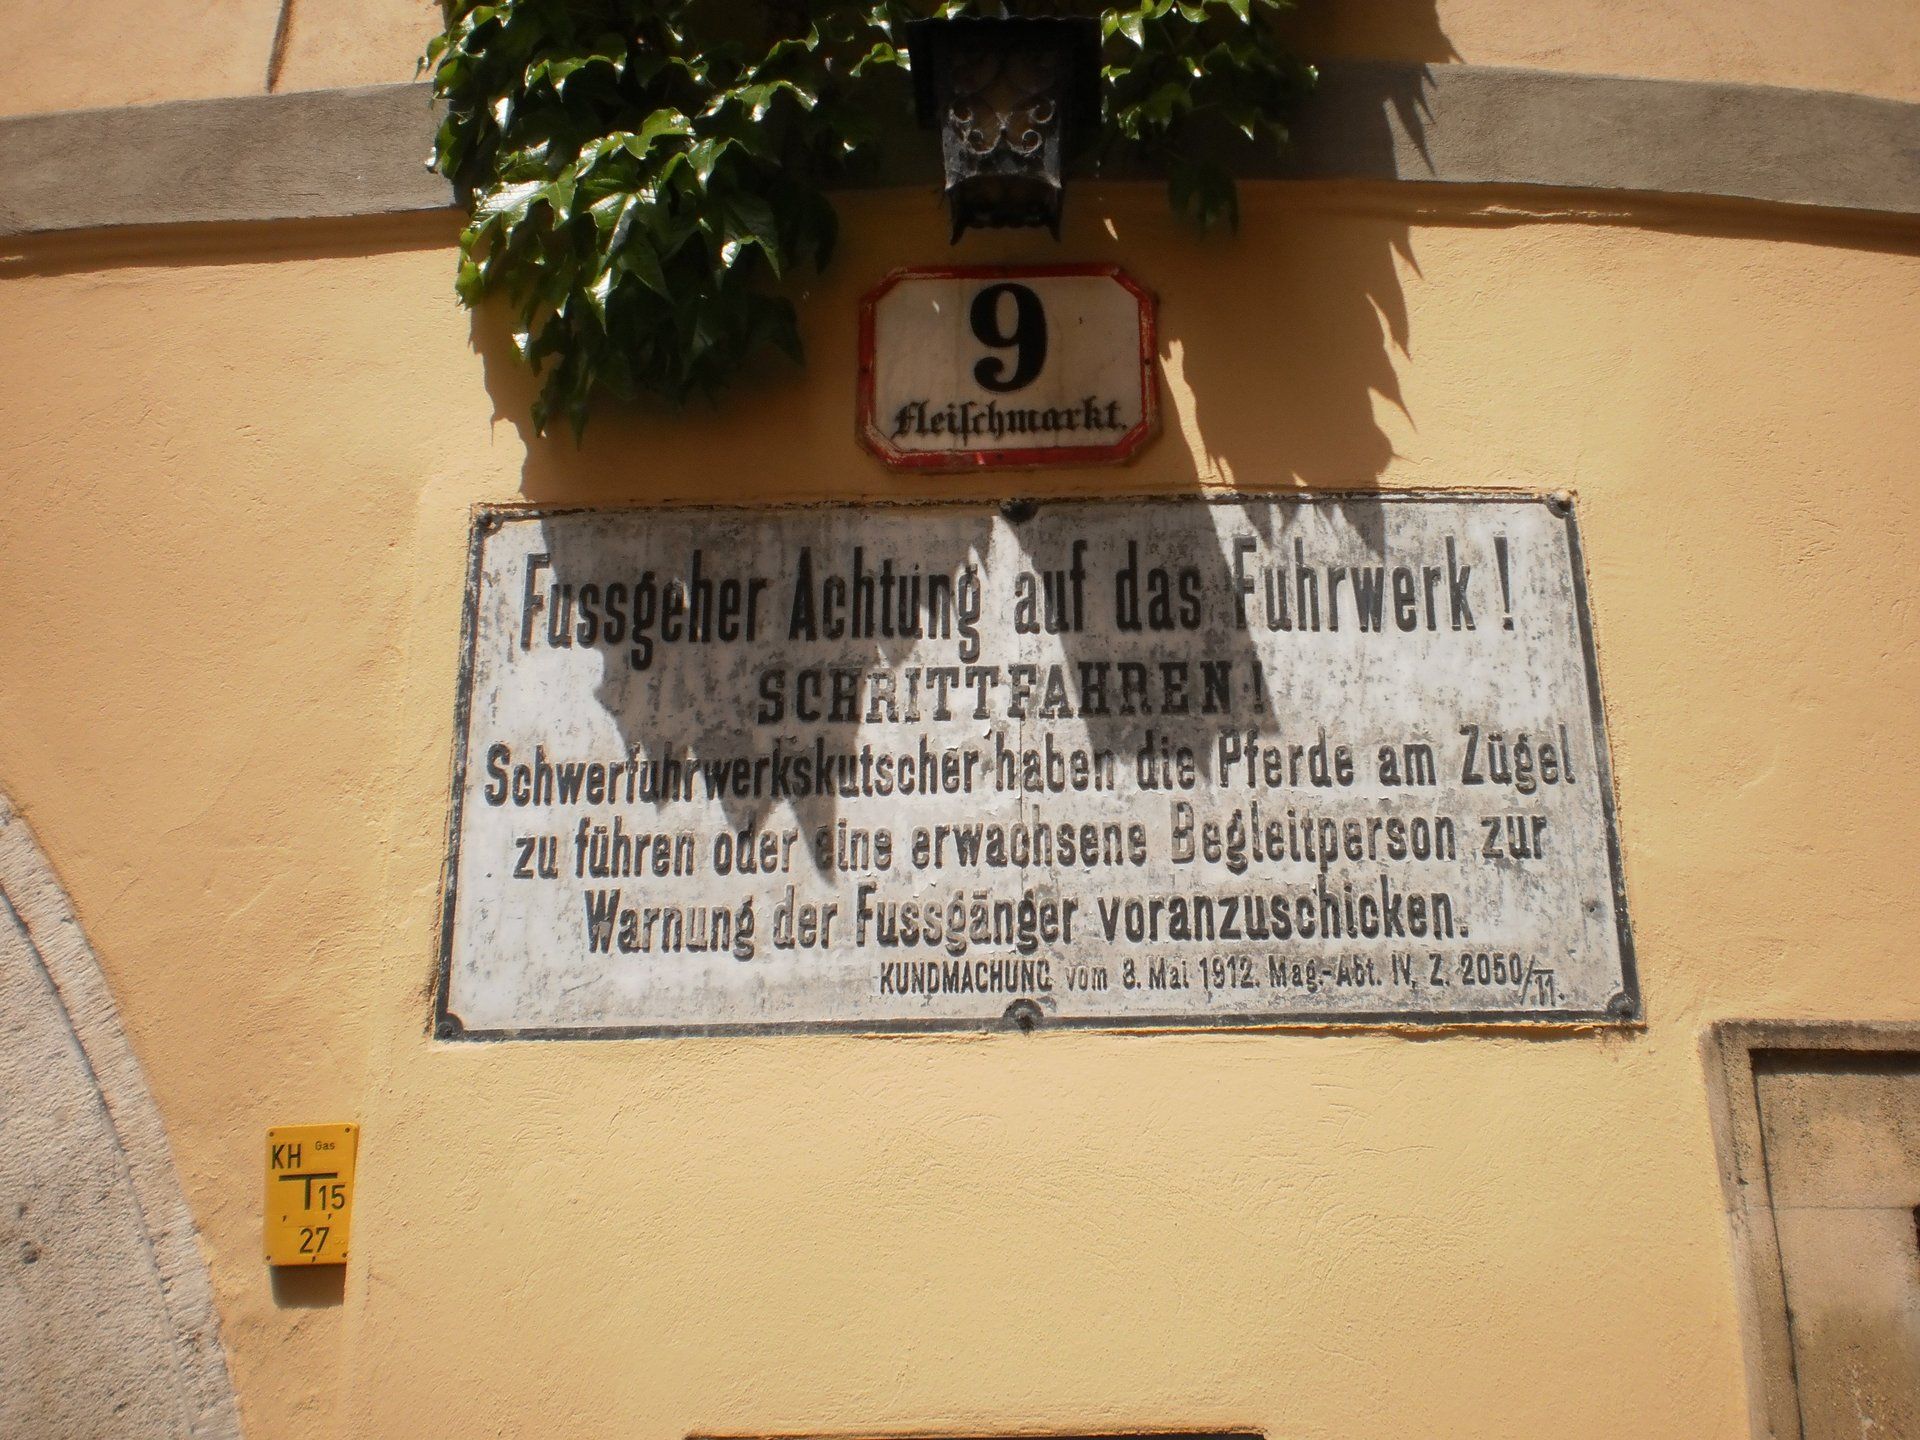 9
Fleiſchmarkt.
Fussgeher Achtung auf das Fuhrwerk!
SCHRITTFAHREN!
Schwerfuhrwerkskutscher haben die Pferde am Zügel
zu führen oder eine erwachsene Begleitperson zur
Warnung der Fussgänger voranzuschicken.
KUNDMACHUNG vom 8. Mai 1912. Mag.-Abt. IV, Z. 2050/11.
KH Gas
15
27